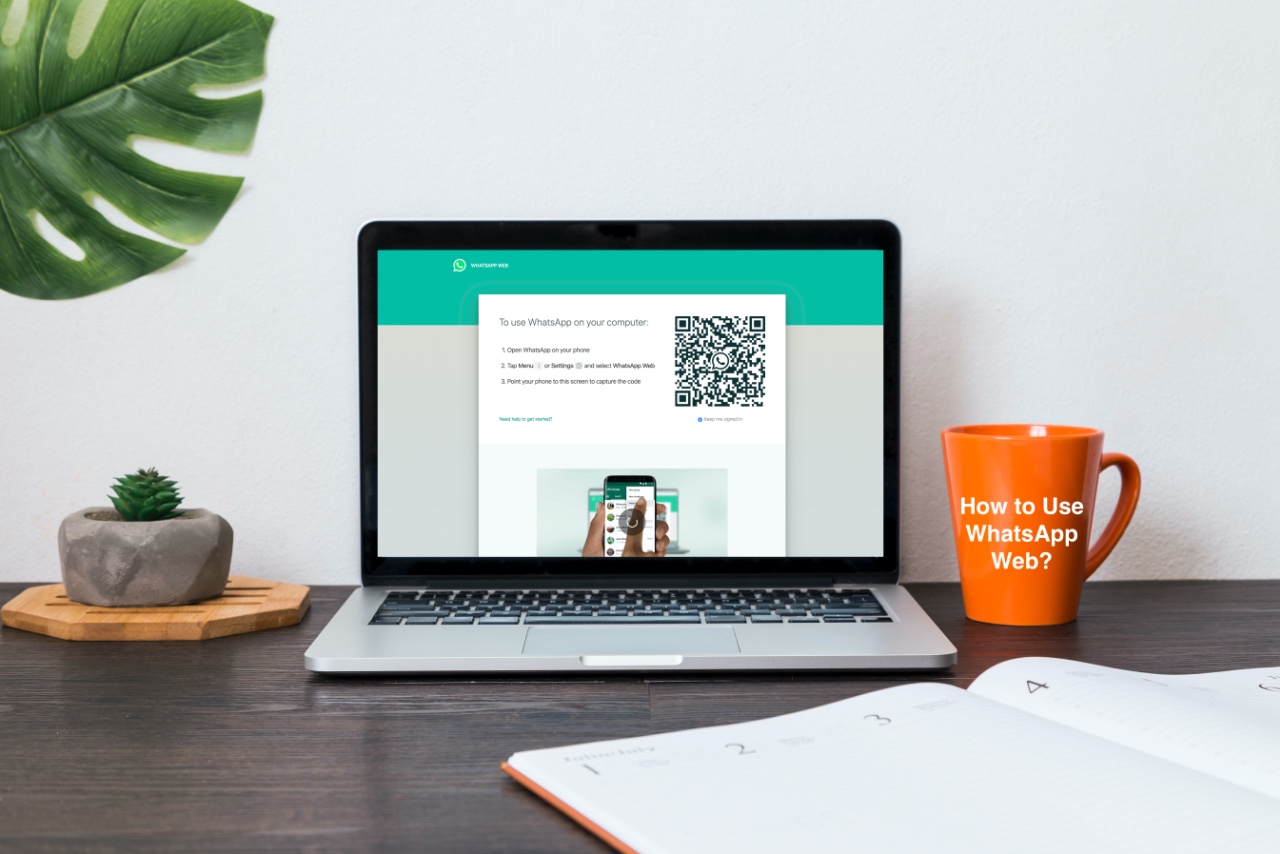 WHATSAPP WEB
To use WhatsApp on your computer:
1. Open WhatsApp on your phone
2. Tap Menu or Settings and select WhatsApp Web
3. Point your phone to this screen to capture the code
Need help to get started?
Keep me signed in
How to Use
WhatsApp
Web?
Julio/July
1
2
3
4